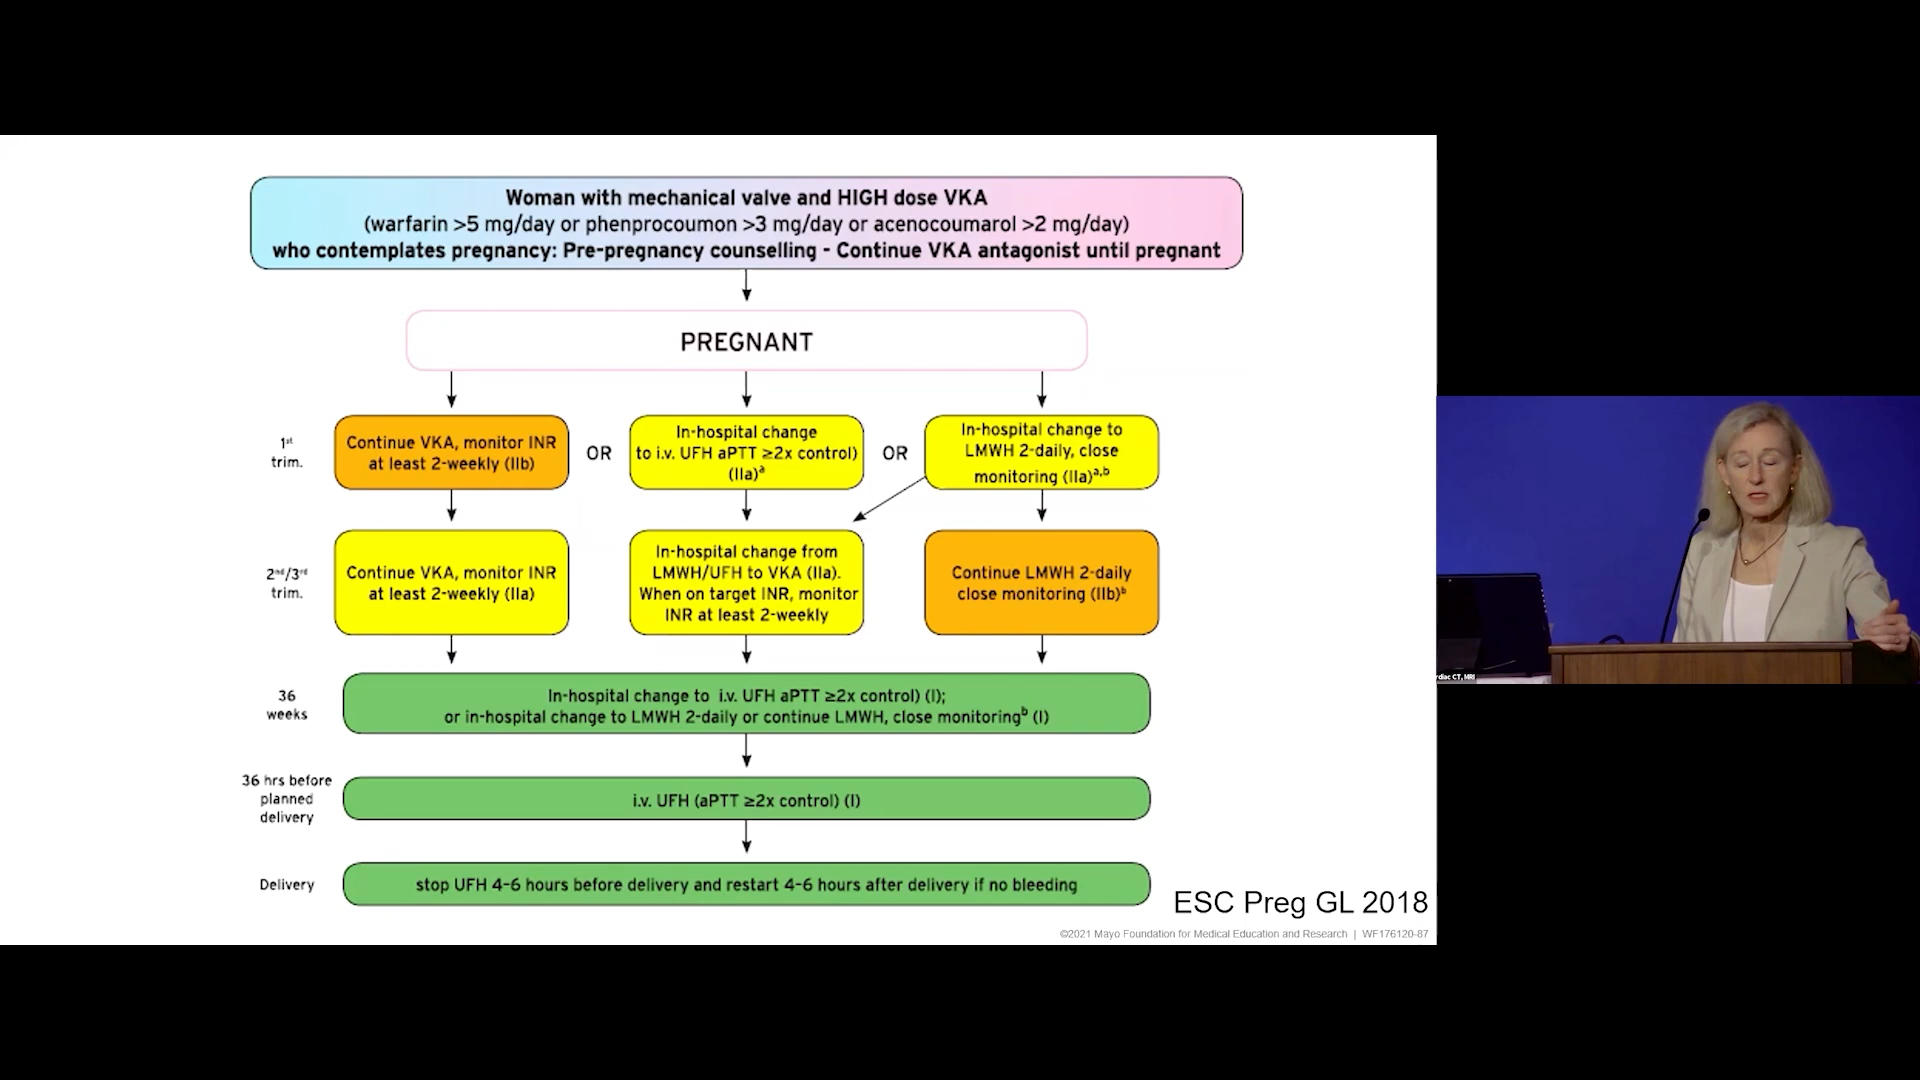 Woman with mechanical valve and HIGH dose VKA
(warfarin >5 mg/day or phenprocoumon >3 mg/day or acenocoumarol >2 mg/day)
who contemplates pregnancy: Pre-pregnancy counselling - Continue VKA antagonist until pregnant
PREGNANT
1st
trim.
Continue VKA, monitor INR
at least 2-weekly (IIb)
OR
In-hospital change
to i.v. UFH aPTT ≥2x control)
(IIa)a
OR
In-hospital change to
LMWH 2-daily, close
monitoring (IIa)a,b
2nd/3rd
trim.
Continue VKA, monitor INR
at least 2-weekly (IIa)
In-hospital change from
LMWH/UFH to VKA (IIa).
When on target INR, monitor
INR at least 2-weekly
Continue LMWH 2-daily
close monitoring (IIb)b
36
weeks
In-hospital change to i.v. UFH aPTT ≥2x control) (I);
or in-hospital change to LMWH 2-daily or continue LMWH, close monitoringb (I)
36 hrs before
planned
delivery
i.v. UFH (aPTT ≥2x control) (I)
Delivery
stop UFH 4-6 hours before delivery and restart 4-6 hours after delivery if no bleeding
ESC Preg GL 2018
©2021 Mayo Foundation for Medical Education and Research | WF176120-87
CT, MRI